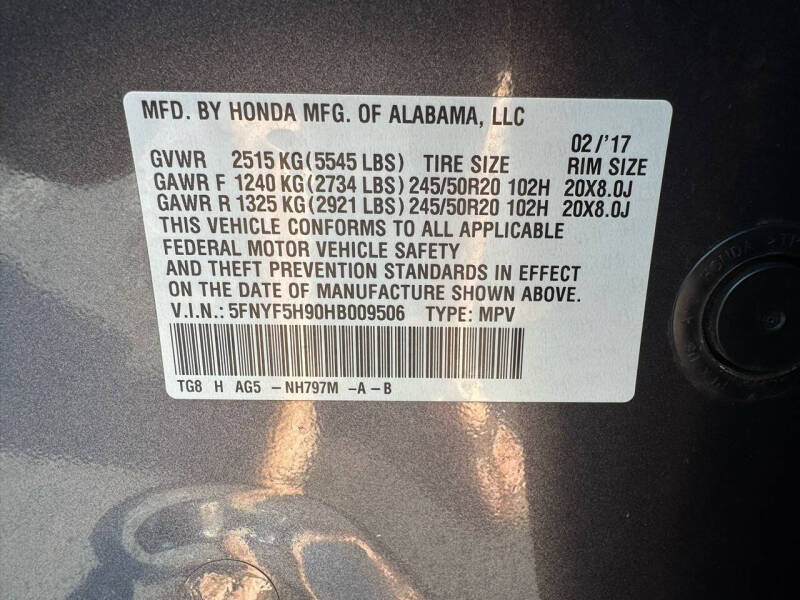 MFD. BY HONDA MFG. OF ALABAMA, LLC
02/'17
GVWR 2515 KG(5545 LBS) TIRE SIZE RIM SIZE
GAWR F 1240 KG(2734 LBS) 245/50R20 102H 20X8.0J
GAWR R 1325 KG(2921 LBS) 245/50R20 102H 20X8.0J
THIS VEHICLE CONFORMS TO ALL APPLICABLE
FEDERAL MOTOR VEHICLE SAFETY
AND THEFT PREVENTION STANDARDS IN EFFECT
ON THE DATE OF MANUFACTURE SHOWN ABOVE.
V.I.N.: 5FNYF5H90HB009506 TYPE: MPV
TG8 H AG5 -NH797M -A-B
HONDA